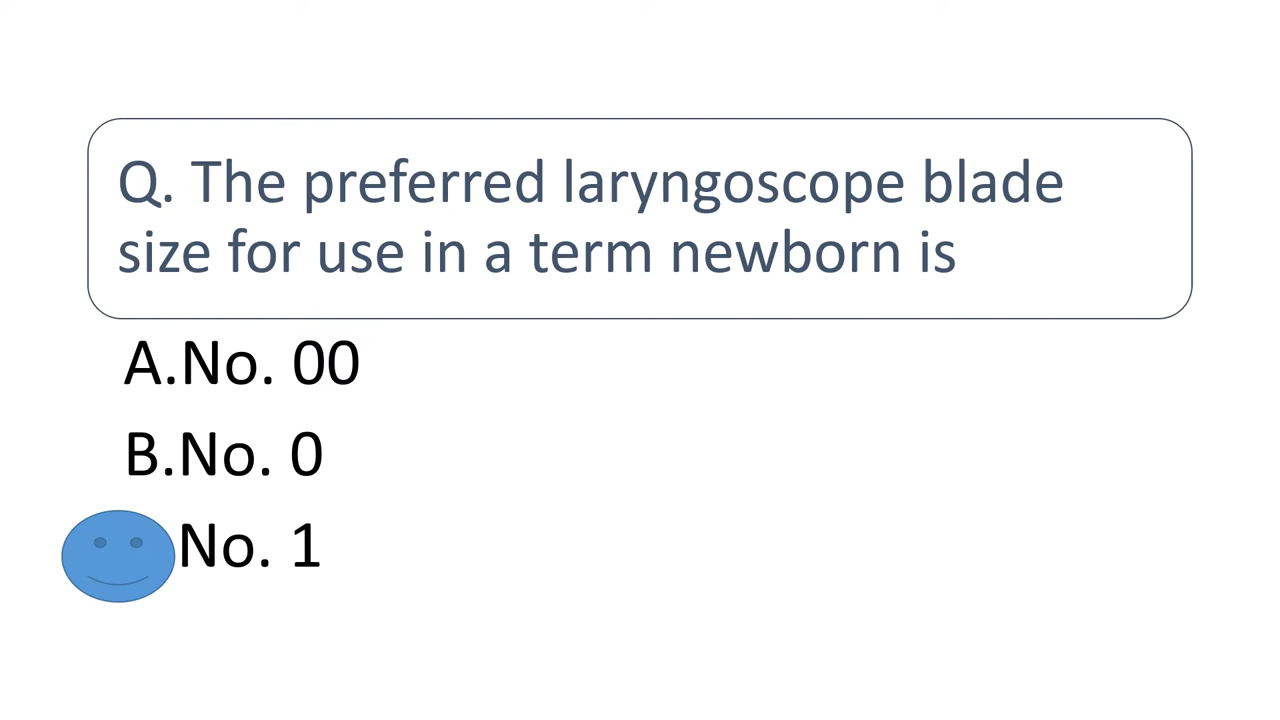 Q. The preferred laryngoscope blade
size for use in a term newborn is
A.No. 00
B.No. 0
No. 1